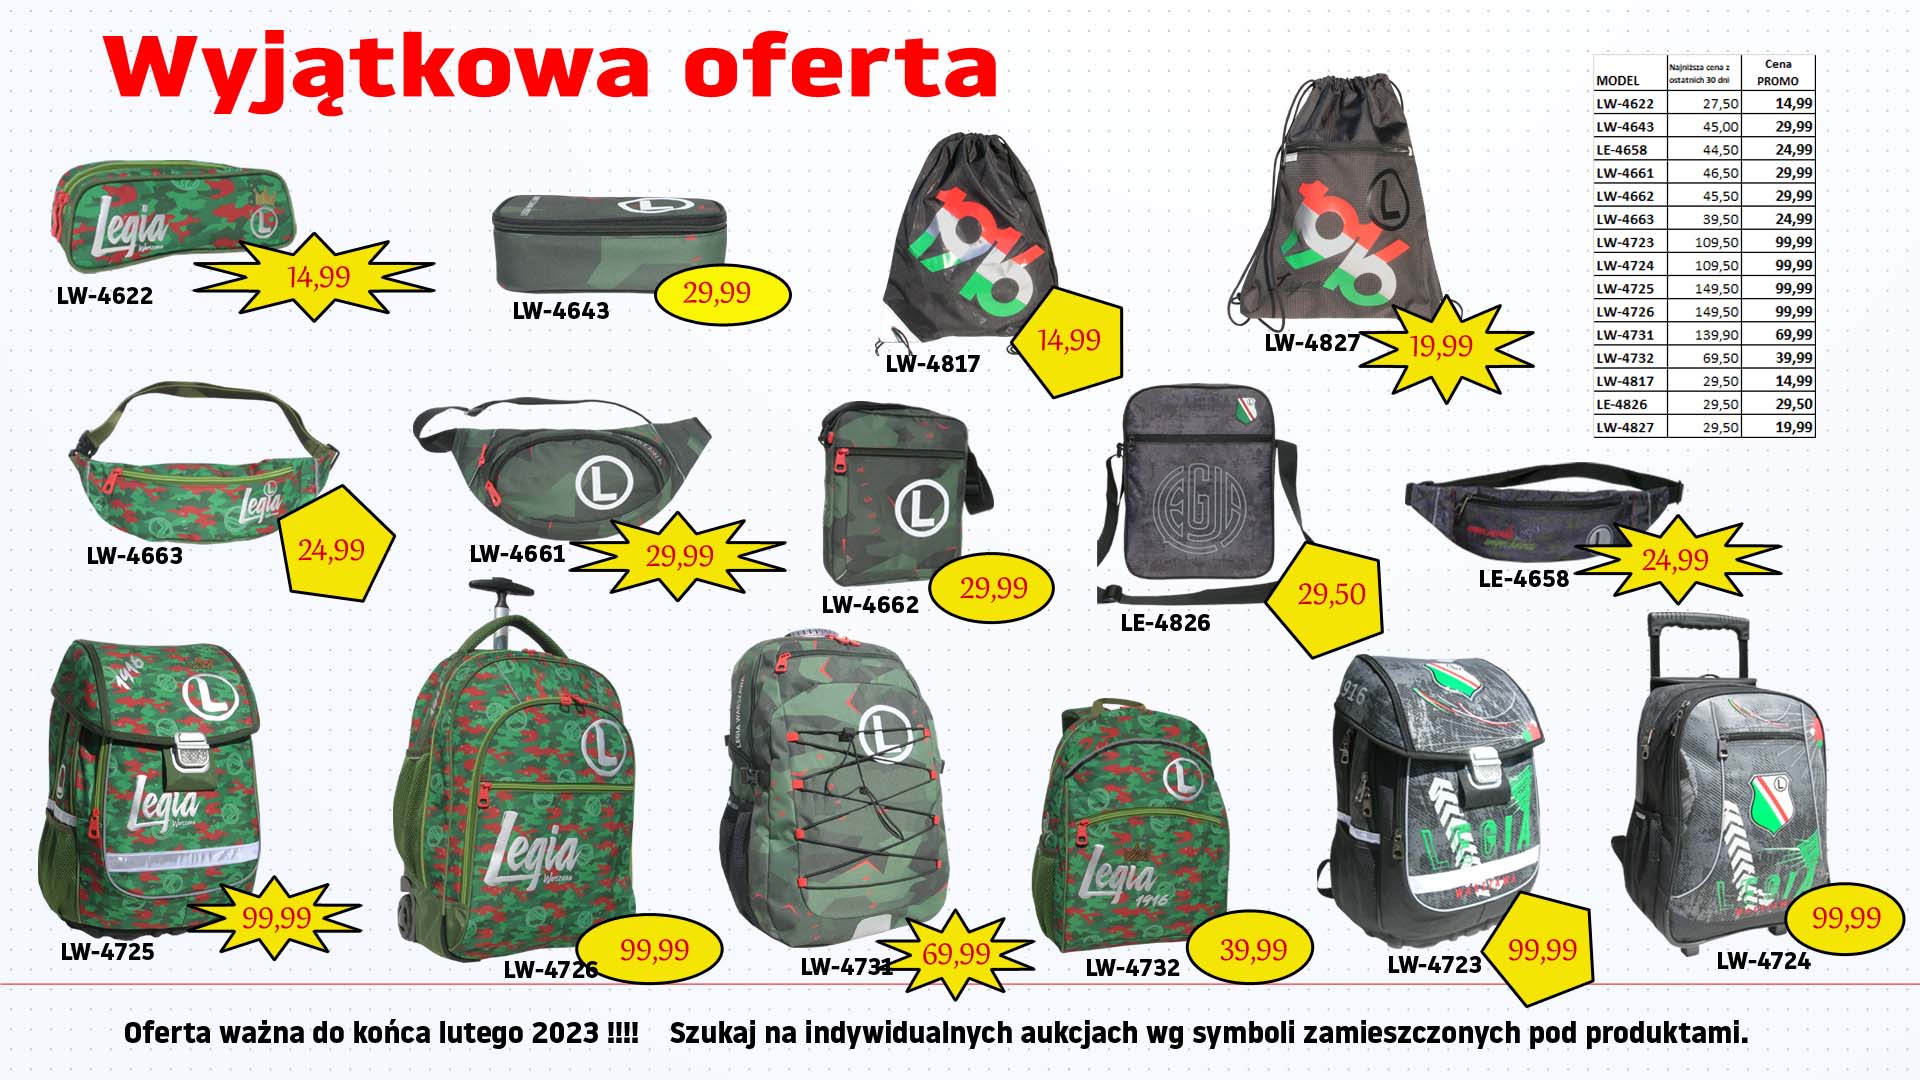 Wyjątkowa oferta
MODEL Najniższa cena z ostatnich 30 dni Cena PROMO
LW-4622 27,50 14,99
LW-4643 45,00 29,99
LE-4658 44,50 24,99
LW-4661 46,50 29,99
LW-4662 45,50 29,99
LW-4663 39,50 24,99
LW-4723 109,50 99,99
LW-4724 109,50 99,99
LW-4725 149,50 99,99
LW-4726 149,50 99,99
LW-4731 139,90 69,99
LW-4732 69,50 39,99
LW-4817 29,50 14,99
LE-4826 29,50 29,50
LW-4827 29,50 19,99
Legia
Warszawa
L
14,99
LW-4622
L
29,99
LW-4643
1916
14,99
LW-4817
L
1916
19,99
LW-4827
L
Legia
24,99
LW-4663
L
29,99
LW-4661
L
29,99
LW-4662
L
LEGIA
29,50
LE-4826
L
24,99
LE-4658
1916
L
Legia
Warszawa
99,99
LW-4725
L
Legia
Warszawa
99,99
LW-4726
LEGIA WARSZAWA
L
69,99
LW-4731
L
Legia
1916
39,99
LW-4732
1916
L
LEGIA
WARSZAWA
99,99
LW-4723
L
LEGIA
99,99
LW-4724
Oferta ważna do końca lutego 2023 !!!! Szukaj na indywidualnych aukcjach wg symboli zamieszczonych pod produktami.